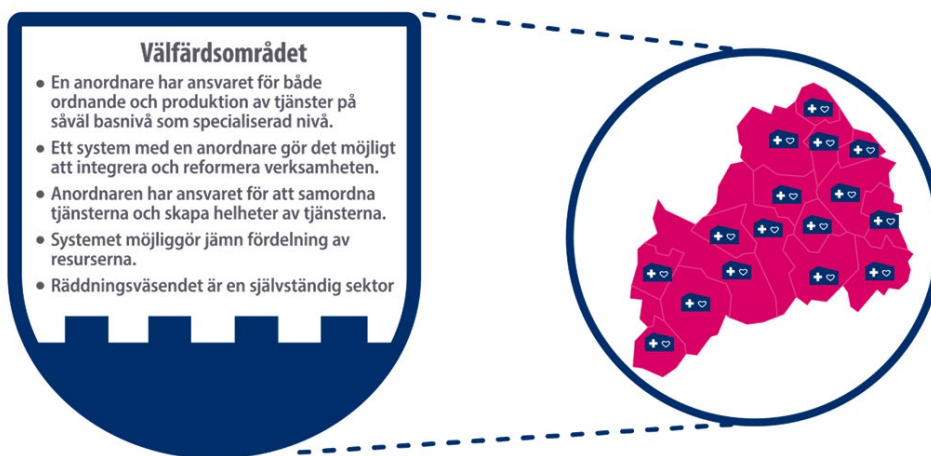 Välfärdsområdet
• En anordnare har ansvaret för både
ordnande och produktion av tjänster på
såväl basnivå som specialiserad nivå.
• Ett system med en anordnare gör det möjligt
att integrera och reformera verksamheten.
• Anordnaren har ansvaret för att samordna
tjänsterna och skapa helheter av tjänsterna.
• Systemet möjliggör jämn fördelning av
resurserna.
• Räddningsväsendet är en självständig sektor